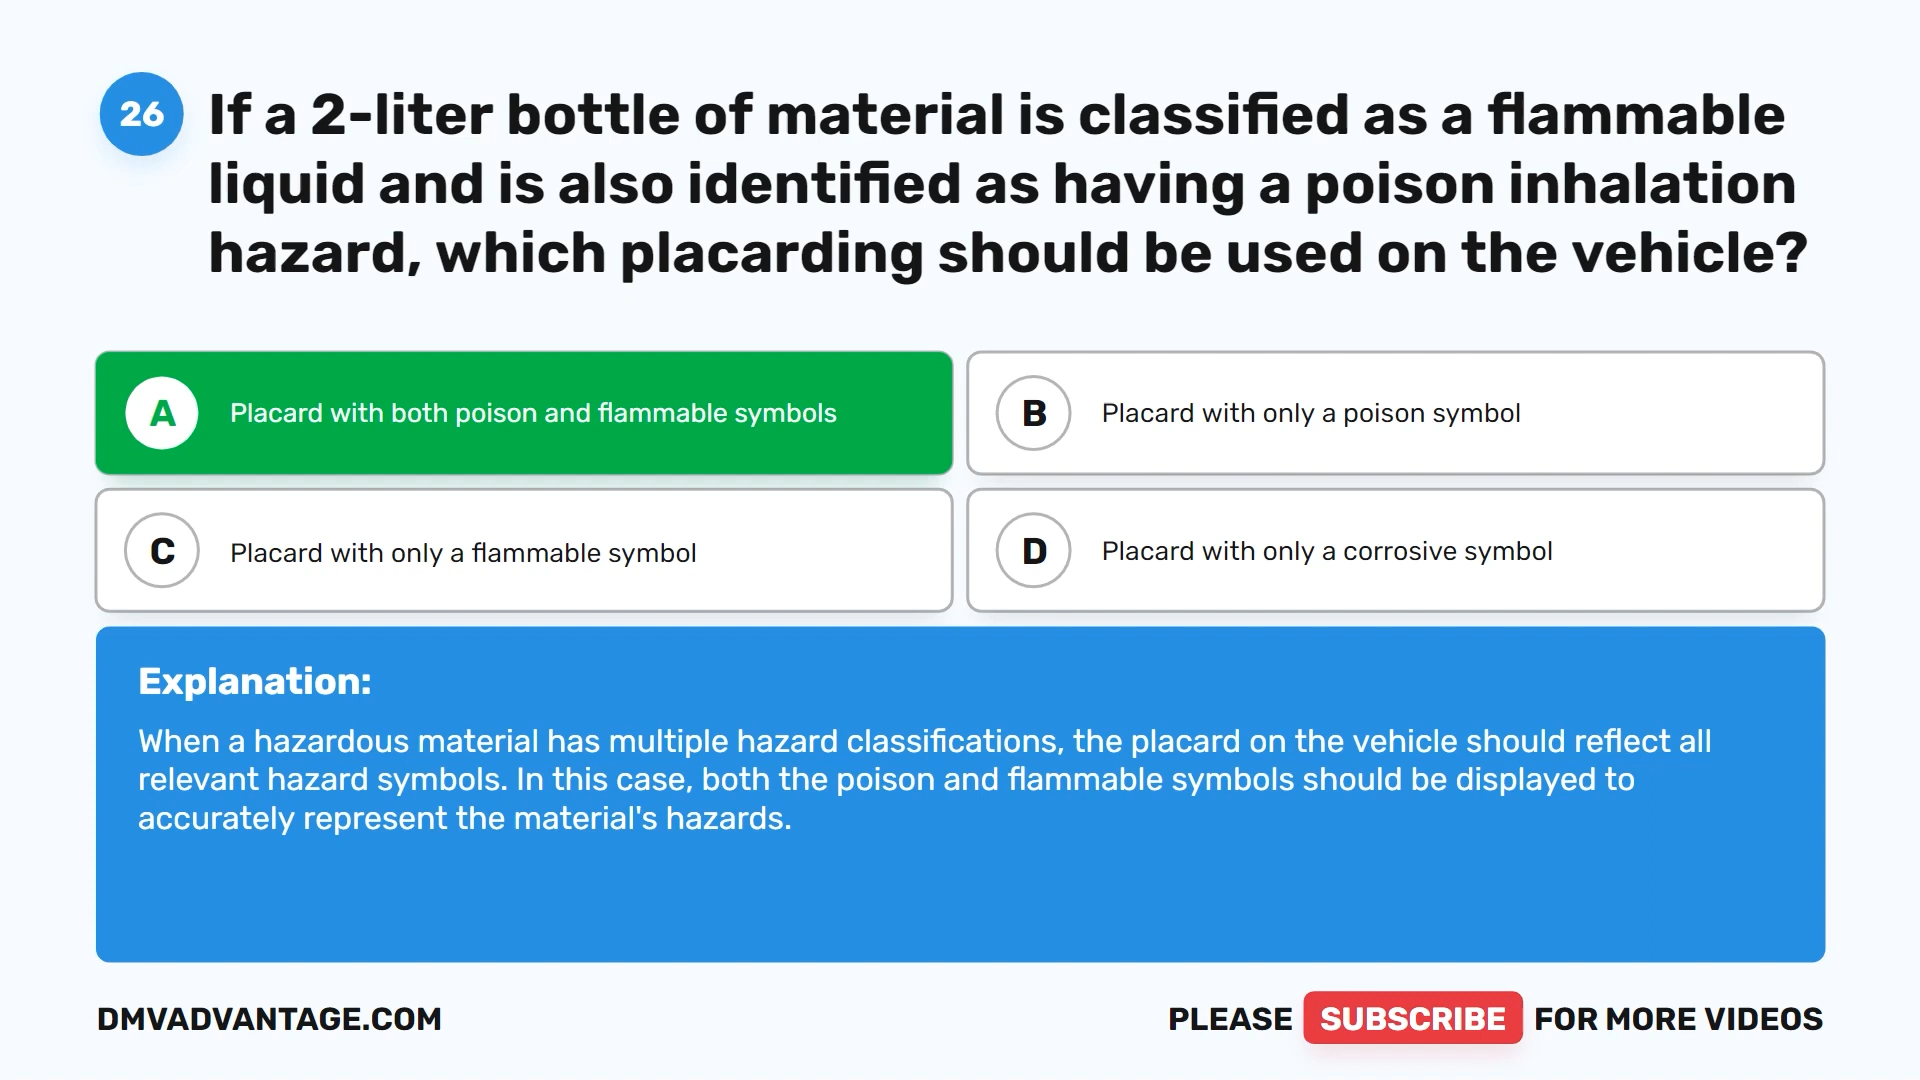 26
If a 2-liter bottle of material is classified as a flammable
liquid and is also identified as having a poison inhalation
hazard, which placarding should be used on the vehicle?
A Placard with both poison and flammable symbols
B Placard with only a poison symbol
C Placard with only a flammable symbol
D Placard with only a corrosive symbol
Explanation:
When a hazardous material has multiple hazard classifications, the placard on the vehicle should reflect all
relevant hazard symbols. In this case, both the poison and flammable symbols should be displayed to
accurately represent the material's hazards.
DMVADVANTAGE.COM
PLEASE SUBSCRIBE FOR MORE VIDEOS